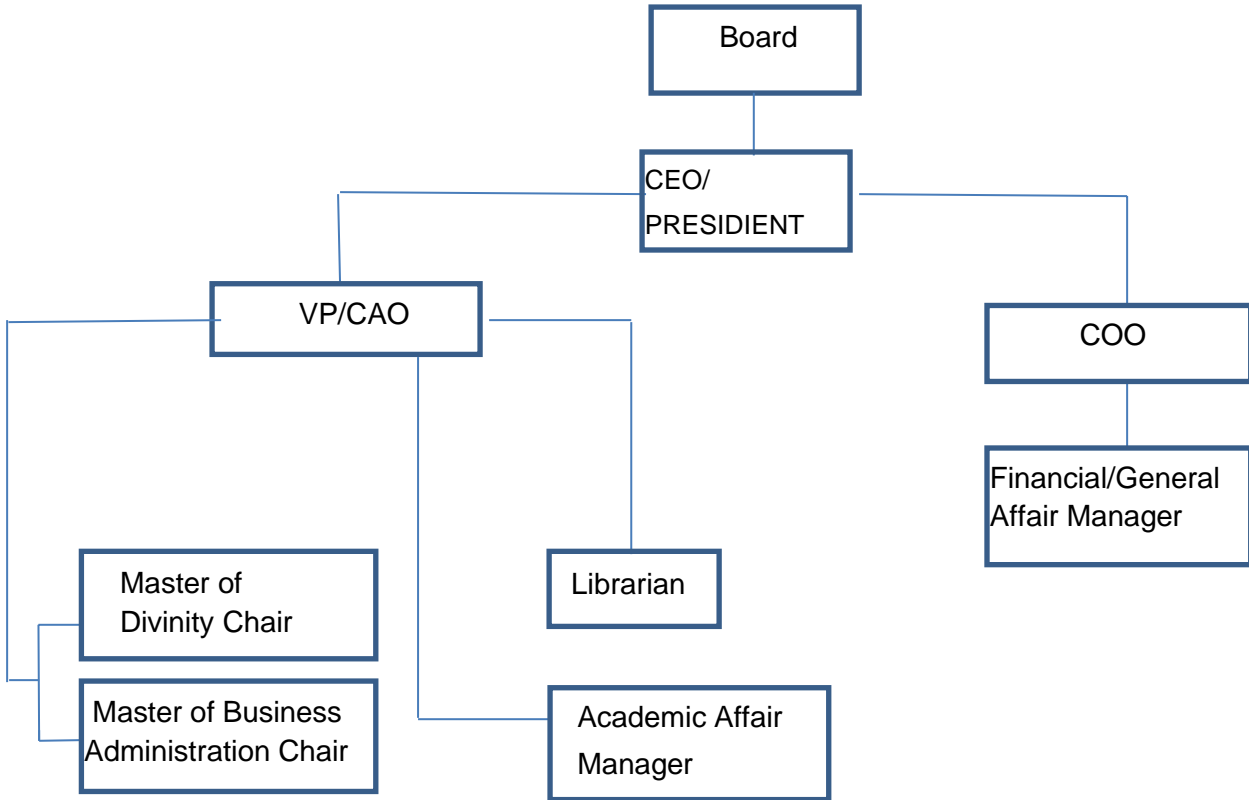 Board
CEO/
PRESIDIENT
VP/CAO
COO
Financial/General
Affair Manager
Master of
Divinity Chair
Librarian
Master of Business
Administration Chair
Academic Affair
Manager